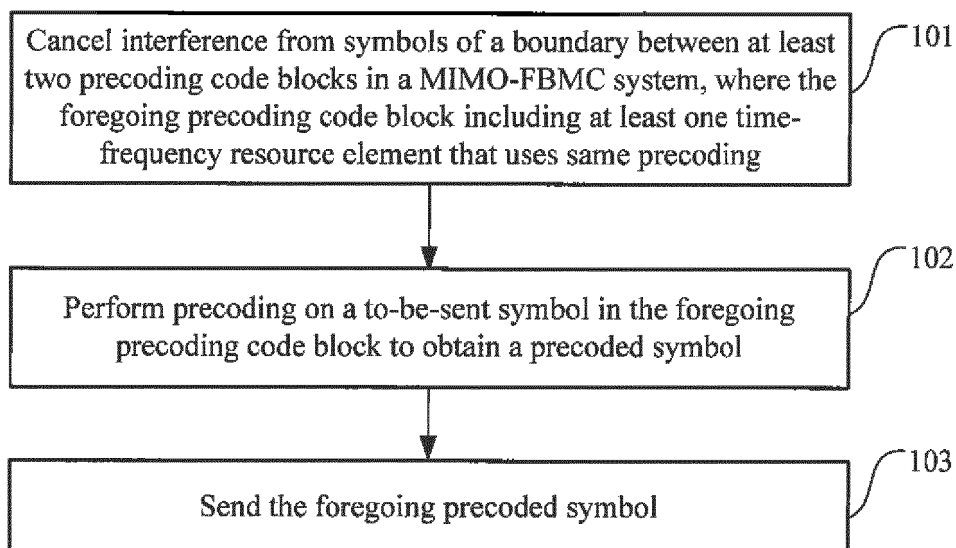 Cancel interference from symbols of a boundary between at least
101
two precoding code blocks in a MIMO-FBMC system, where the
foregoing precoding code block including at least one time-
frequency resource element that uses same precoding
102
Perform precoding on a to-be-sent symbol in the foregoing
precoding code block to obtain a precoded symbol
103
Send the foregoing precoded symbol